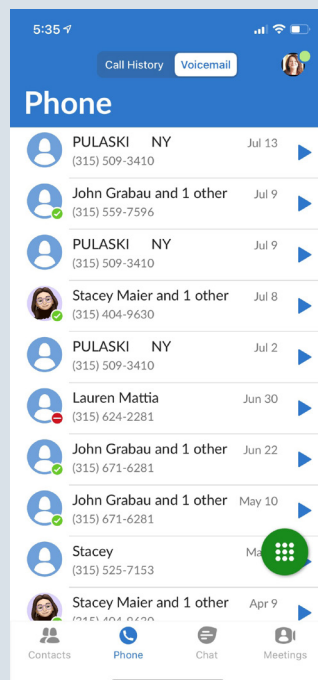 5:35
Call History Voicemail
Phone
PULASKI NY Jul 13
(315) 509-3410
John Grabau and 1 other Jul 9
(315) 559-7596
PULASKI NY Jul 9
(315) 509-3410
Stacey Maier and 1 other Jul 8
(315) 404-9630
PULASKI NY Jul 2
(315) 509-3410
Lauren Mattia Jun 30
(315) 624-2281
John Grabau and 1 other Jun 22
(315) 671-6281
John Grabau and 1 other May 10
(315) 671-6281
Stacey Ma
(315) 525-7153
Stacey Maier and 1 other Apr 9
(315) 404-9630
Contacts Phone Chat Meetings